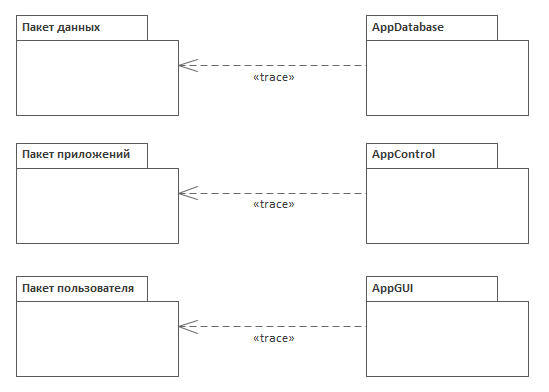 Пакет данных
AppDatabase
«trace»
Пакет приложений
AppControl
«trace»
Пакет пользователя
AppGUI
«trace»